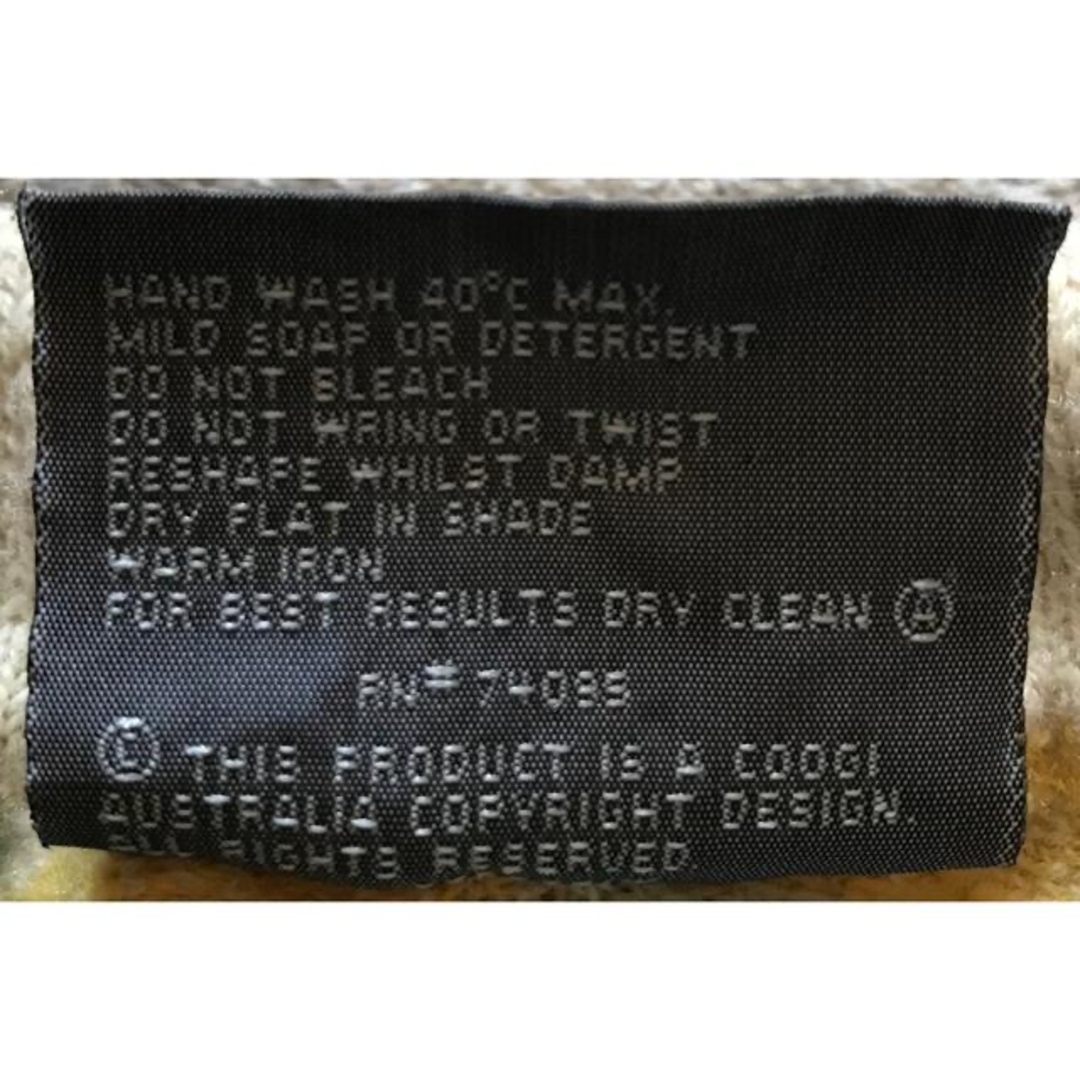 HAND WASH 40°C MAX.
MILD SOAP OR DETERGENT
DO NOT BLEACH
DO NOT WRING OR TWIST
RESHAPE WHILST DAMP
DRY FLAT IN SHADE
WARM IRON
FOR BEST RESULTS DRY CLEAN Ⓐ
RN# 74095
© THIS PRODUCT IS A COOGI
AUSTRALIA COPYRIGHT DESIGN.
ALL RIGHTS RESERVED.